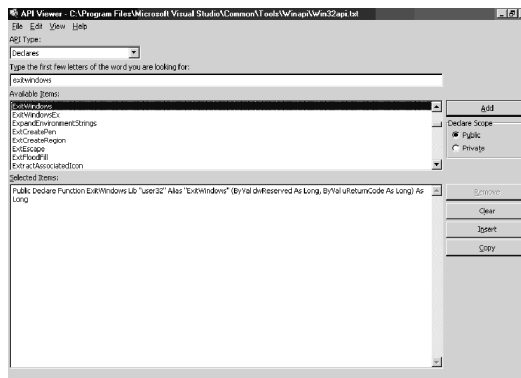 API Viewer - C:\Program Files\Microsoft Visual Studio\Common\Tools\Winapi\Win32api.txt
File Edit View Help
API Type:
Declares
Type the first few letters of the word you are looking for:
exitwindows
Available Items:
ExitWindows
ExitWindowsEx
ExpandEnvironmentStrings
ExtCreatePen
ExtCreateRegion
ExtEscape
ExtFloodFill
ExtractAssociatedIcon
Add
Declare Scope
Public
Private
Selected Items:
Public Declare Function ExitWindows Lib "user32" Alias "ExitWindows" (ByVal dwReserved As Long, ByVal uReturnCode As Long) As
Long
Remove
Clear
Insert
Copy